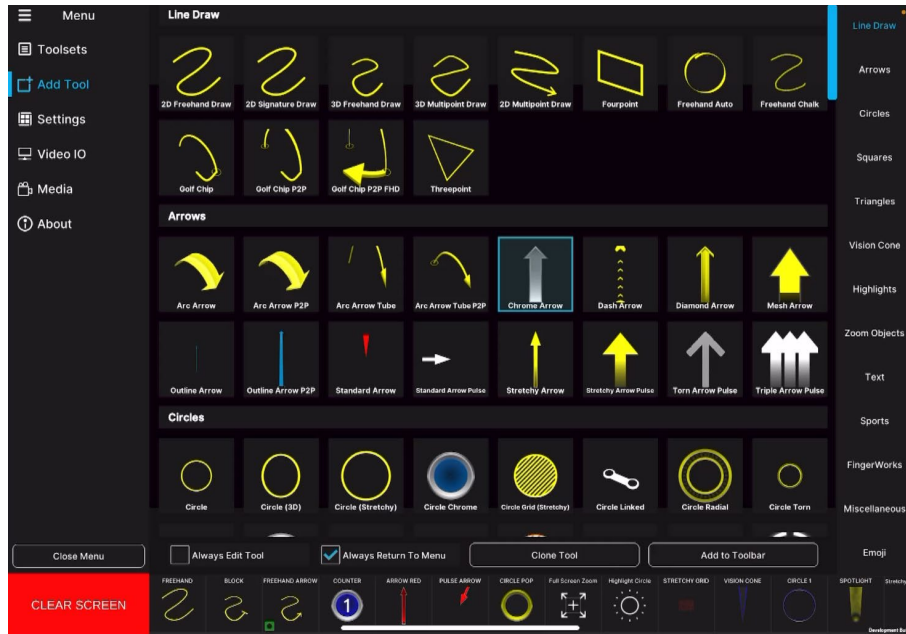 Menu
Toolsets
Add Tool
Settings
Video IO
Media
About
Close Menu
CLEAR SCREEN
Line Draw
2D Freehand Draw
2D Signature Draw
3D Freehand Draw
3D Multipoint Draw
2D Multipoint Draw
Fourpoint
Freehand Auto
Freehand Chalk
Golf Chip
Golf Chip P2P
Golf Chip P2P FHD
Threepoint
Arrows
Arc Arrow
Arc Arrow P2P
Arc Arrow Tube
Arc Arrow Tube P2P
Chrome Arrow
Dash Arrow
Diamond Arrow
Mesh Arrow
Outline Arrow
Outline Arrow P2P
Standard Arrow
Standard Arrow Pulse
Stretchy Arrow
Stretchy Arrow Pulse
Torn Arrow Pulse
Triple Arrow Pulse
Circles
Circle
Circle (3D)
Circle (Stretchy)
Circle Chrome
Circle Grid (Stretchy)
Circle Linked
Circle Radial
Circle Torn
Always Edit Tool
Always Return To Menu
Clone Tool
Add to Toolbar
Line Draw
Arrows
Circles
Squares
Triangles
Vision Cone
Highlights
Zoom Objects
Text
Sports
FingerWorks
Miscellaneous
Emoji
FREEHAND
BLOCK
FREEHAND ARROW
COUNTER
1
ARROW RED
PULSE ARROW
CIRCLE POP
Full Screen Zoom
Highlight Circle
STRETCHY GRID
VISION CONE
CIRCLE 1
SPOTLIGHT
Stretchy
Development Bu